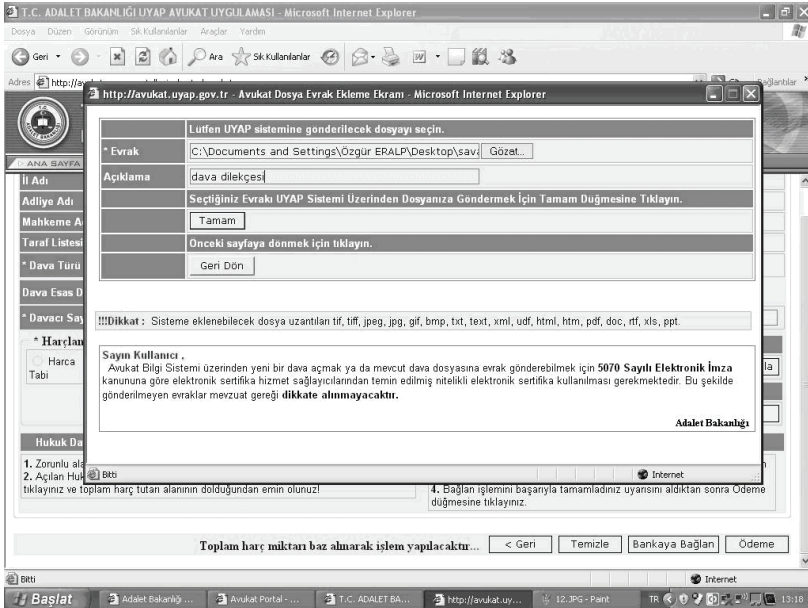 T.C. ADALET BAKANLIĞI UYAP AVUKAT UYGULAMASI - Microsoft Internet Explorer
Dosya Düzen Görünüm Sık Kullanılanlar Araçlar Yardım
Geri Ara Sık Kullanılanlar
Adres http://av Bağlantılar
http://avukat.uyap.gov.tr - Avukat Dosya Evrak Ekleme Ekranı - Microsoft Internet Explorer
Lutfen UYAP sistemine gönderilecek dosyayı seçin.
* Evrak C:\Documents and Settings\Özgür ERALP\Desktop\sava Gözat...
ANA SAYFA
Açıklama dava dilekçesi
İl Adı
Seçtiğiniz Evrakı UYAP Sistemi Üzerinden Dosyanıza Göndermek İçin Tamam Düğmesine Tıklayın.
Adliye Adı
Mahkeme A
Tamam
Taraf Listesi
Önceki sayfaya dönmek için tıklayın.
* Dava Türü
Geri Dön
Dava Esas D
* Davacı Say
!!!Dikkat : Sisteme eklenebilecek dosya uzantıları tif, tiff, jpeg, jpg, gif, bmp, txt, text, xml, udf, html, htm, pdf, doc, rtf, xls, ppt.
* Harçlan
Harca
Tabi
la
Sayın Kullanıcı ,
Avukat Bilgi Sistemi üzerinden yeni bir dava açmak ya da mevcut dava dosyasına evrak gönderebilmek için 5070 Sayılı Elektronik İmza
kanununa göre elektronik sertifika hizmet sağlayıcılarından temin edilmiş nitelikli elektronik sertifika kullanılması gerekmektedir. Bu şekilde
gönderilmeyen evraklar mevzuat gereği dikkate alınmayacaktır.
Adalet Bakanlığı
Hukuk Da
1. Zorunlu ala
2. Açılan Huk
Bitti Internet
tıklayınız ve toplam harç tutarı alanının dolduğundan emin olunuz!
4. Bağlan işlemini başarıyla tamamladınız uyarısını aldıktan sonra Ödeme
düğmesine tıklayınız.
Toplam harç miktarı baz alınarak işlem yapılacaktır... < Geri Temizle Bankaya Bağlan Ödeme
Bitti Internet
Başlat Adalet Bakanlığı ... Avukat Portal - ... T.C. ADALET BA... http://avukat.uy... 12.JPG - Paint TR 13:18